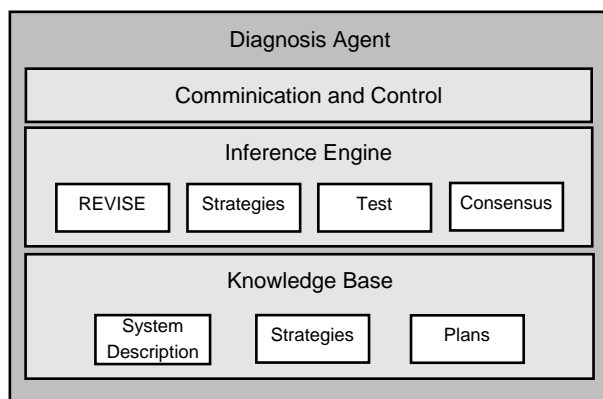 Diagnosis Agent
Comminication and Control
Inference Engine
REVISE
Strategies
Test
Consensus
Knowledge Base
System
Description
Strategies
Plans